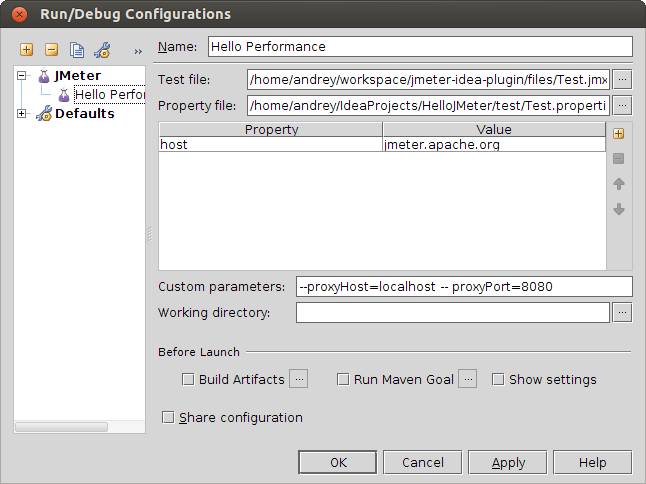 Run/Debug Configurations
»
Name: Hello Performance
JMeter
Hello Perfor
Defaults
Test file: /home/andrey/workspace/jmeter-idea-plugin/files/Test.jmx ...
Property file: /home/andrey/IdeaProjects/HelloJMeter/test/Test.properti ...
Property Value
host jmeter.apache.org
Custom parameters: --proxyHost=localhost -- proxyPort=8080
Working directory: ...
Before Launch
Build Artifacts ... Run Maven Goal ... Show settings
Share configuration
OK Cancel Apply Help